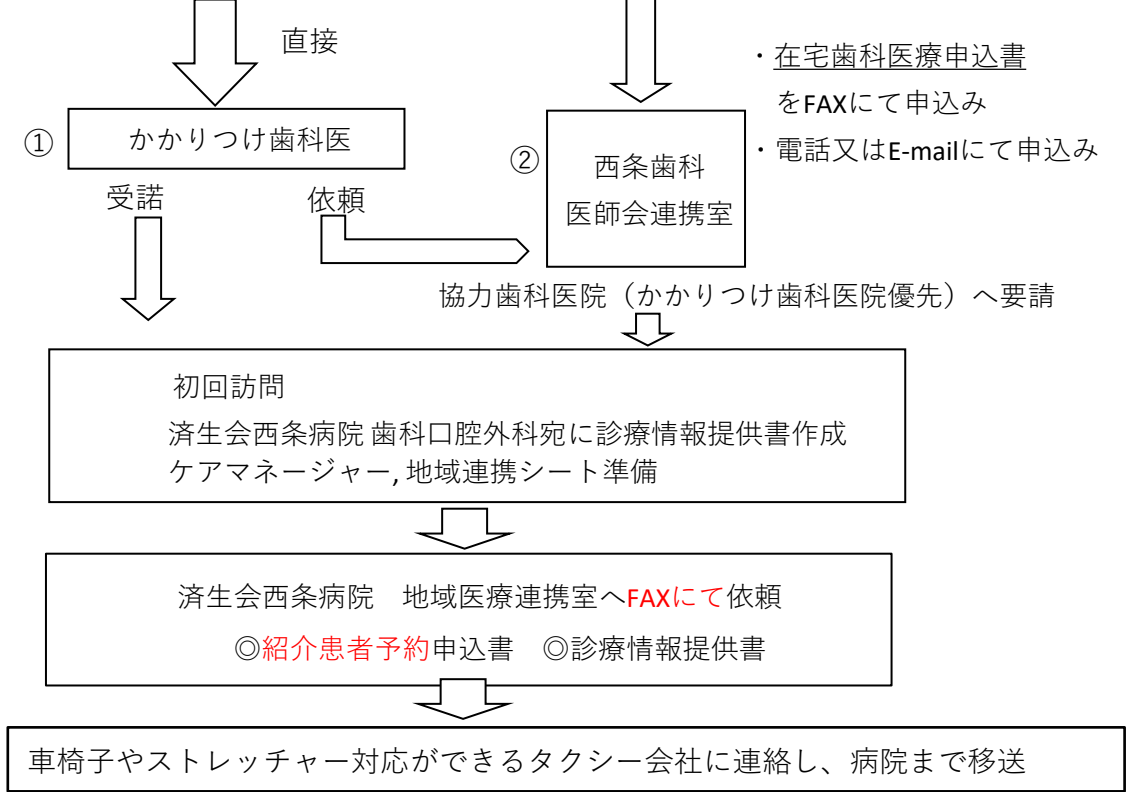 直接
・在宅歯科医療申込書
をFAXにて申込み
・電話又はE-mailにて申込み
① かかりつけ歯科医
② 西条歯科
医師会連携室
受諾 依頼
協力歯科医院（かかりつけ歯科医院優先）へ要請
初回訪問
済生会西条病院 歯科口腔外科宛に診療情報提供書作成
ケアマネージャー, 地域連携シート準備
済生会西条病院　地域医療連携室へFAXにて依頼
◎紹介患者予約申込書　◎診療情報提供書
車椅子やストレッチャー対応ができるタクシー会社に連絡し、病院まで移送